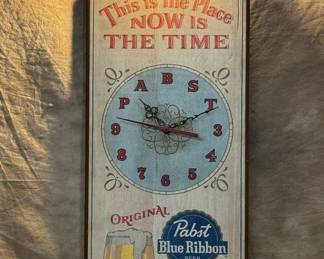 This is the Place
NOW IS
THE TIME
P A B S T
9 3
8 4
7 6 5
ORIGINAL
Pabst
Blue Ribbon
BEER